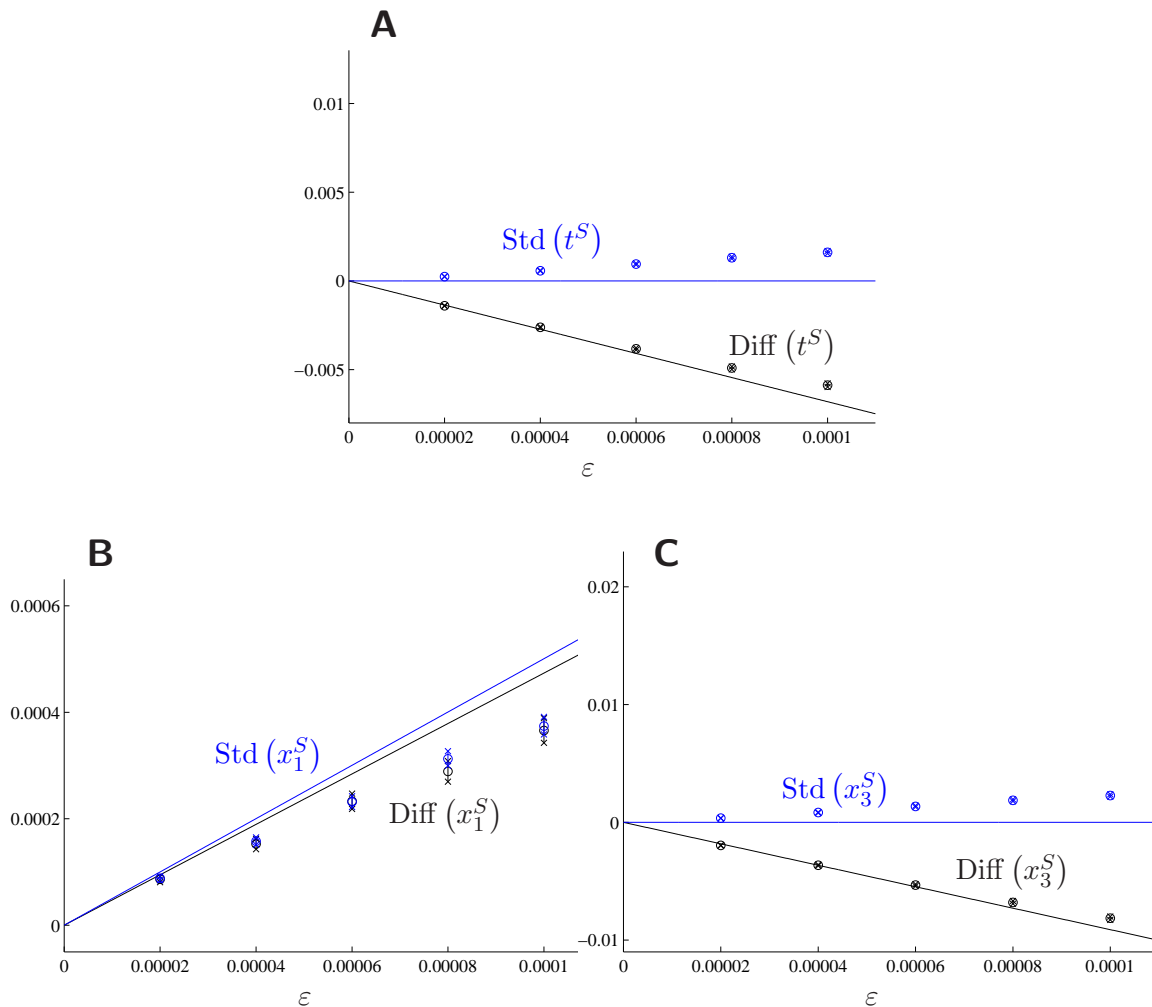 A
0.01
0.005
0
−0.005
Std (t^S)
Diff (t^S)
0 0.00002 0.00004 0.00006 0.00008 0.0001
ε
B
0.0006
0.0004
0.0002
0
Std (x_1^S)
Diff (x_1^S)
0 0.00002 0.00004 0.00006 0.00008 0.0001
ε
C
0.02
0.01
0
−0.01
Std (x_3^S)
Diff (x_3^S)
0 0.00002 0.00004 0.00006 0.00008 0.0001
ε